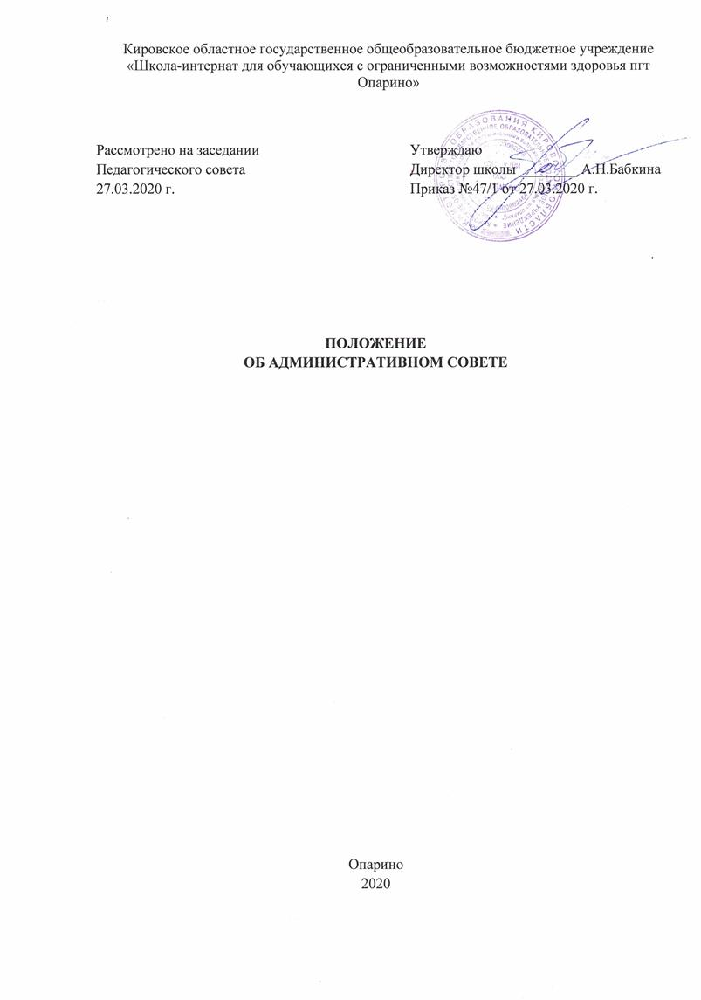 Кировское областное государственное общеобразовательное бюджетное учреждение
«Школа-интернат для обучающихся с ограниченными возможностями здоровья пгт
Опарино»
Рассмотрено на заседании
Педагогического совета
27.03.2020 г.
Утверждаю
Директор школы ________ А.Н.Бабкина
Приказ №47/1 от 27.03.2020 г.
ПОЛОЖЕНИЕ
ОБ АДМИНИСТРАТИВНОМ СОВЕТЕ
Опарино
2020